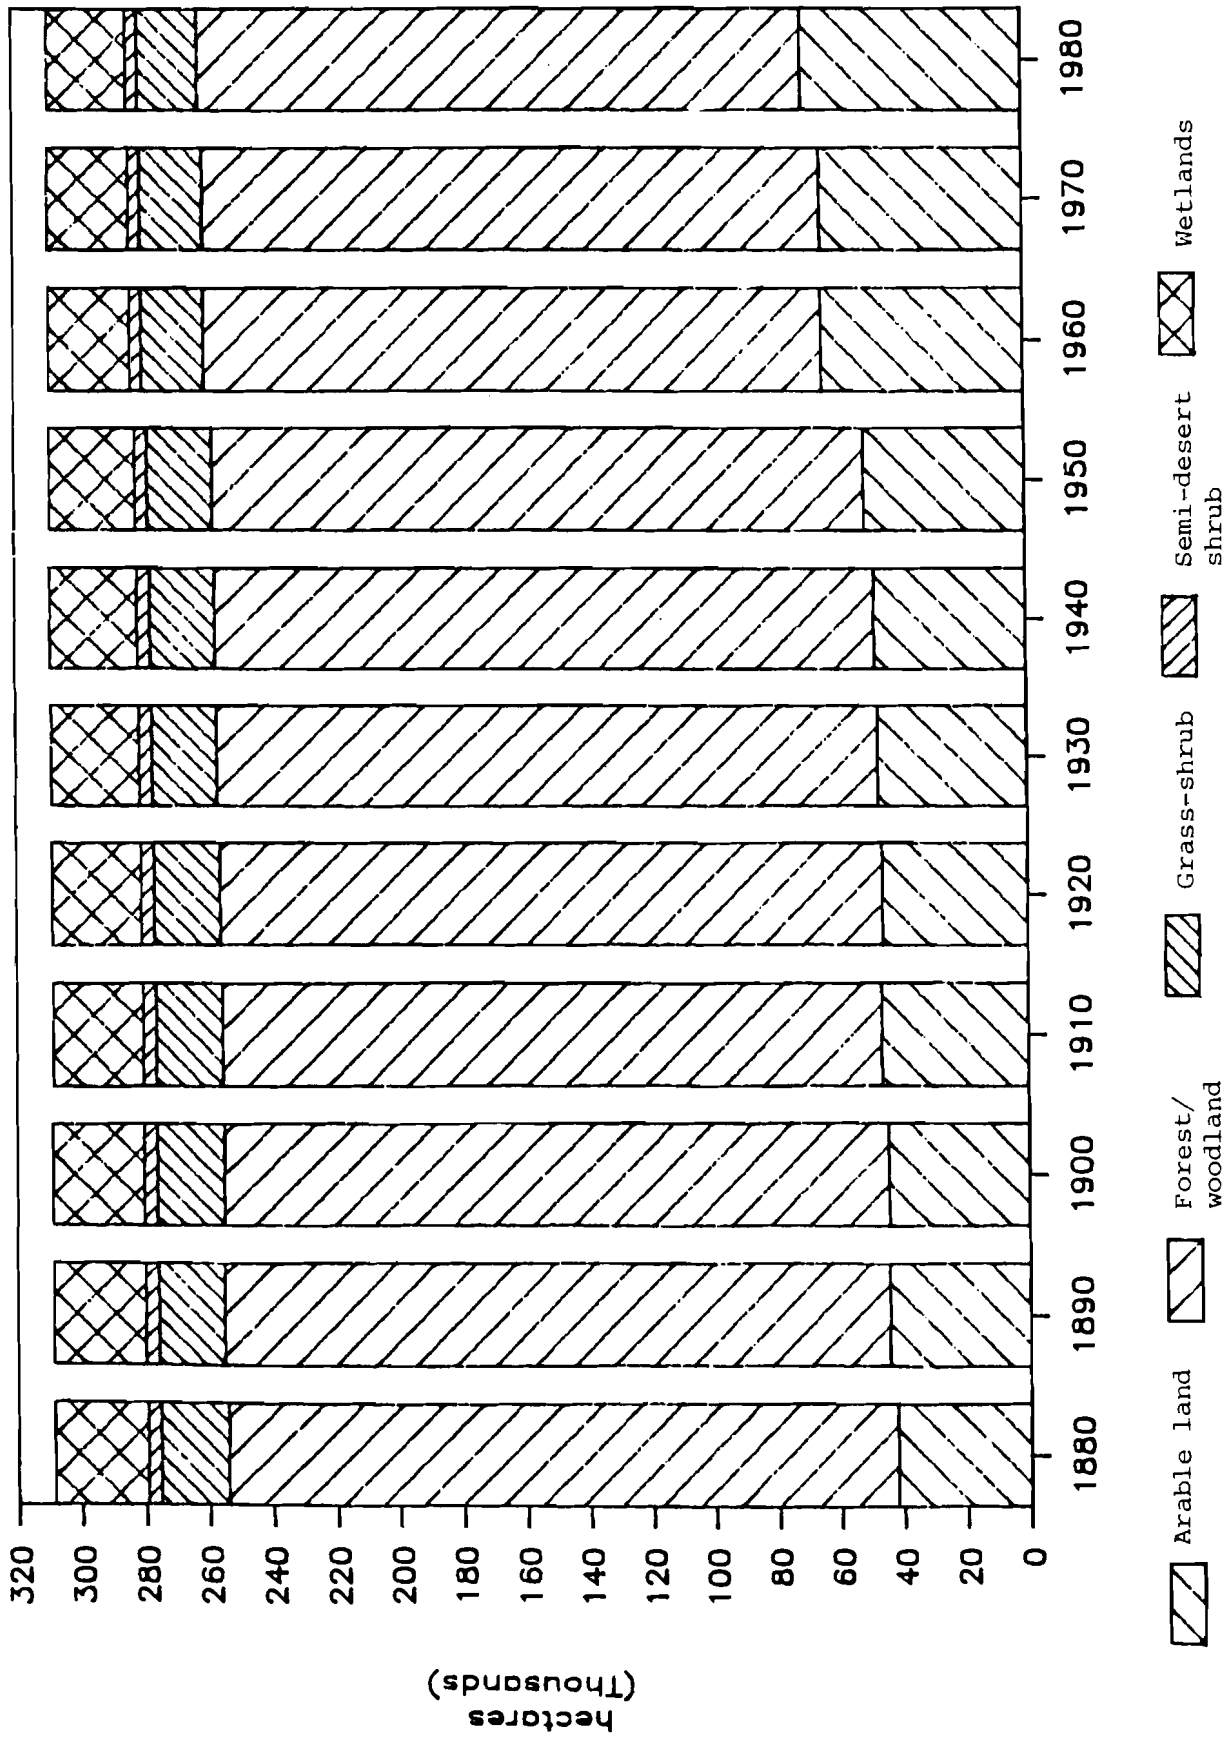 hectares
(Thousands)
320
300
280
260
240
220
200
180
160
140
120
100
80
60
40
20
0
1880 1890 1900 1910 1920 1930 1940 1950 1960 1970 1980
Arable land
Forest/
woodland
Grass-shrub
Semi-desert
shrub
Wetlands